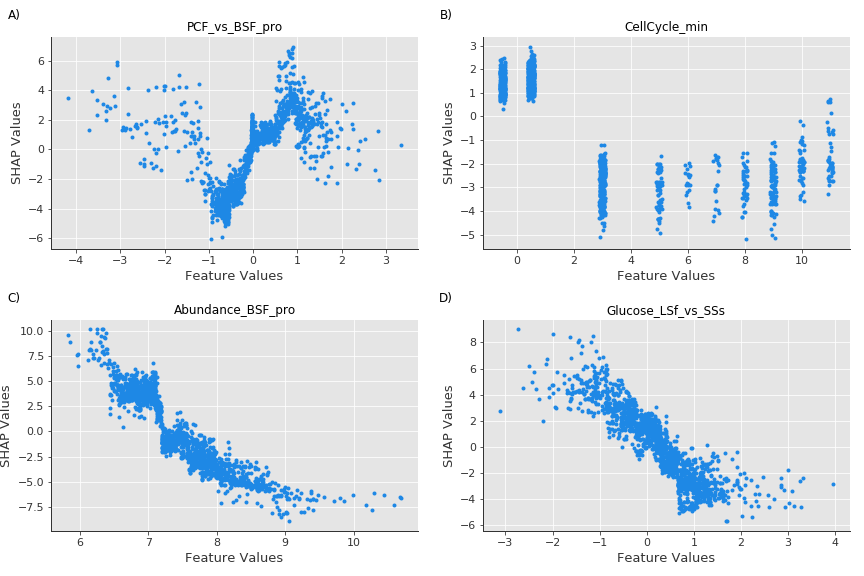 A)
PCF_vs_BSF_pro
SHAP Values
6
4
2
0
−2
−4
−6
−4 −3 −2 −1 0 1 2 3
Feature Values
B)
CellCycle_min
SHAP Values
3
2
1
0
−1
−2
−3
−4
−5
0 2 4 6 8 10
Feature Values
C)
Abundance_BSF_pro
SHAP Values
10.0
7.5
5.0
2.5
0.0
−2.5
−5.0
−7.5
6 7 8 9 10
Feature Values
D)
Glucose_LSf_vs_SSs
SHAP Values
8
6
4
2
0
−2
−4
−6
−3 −2 −1 0 1 2 3 4
Feature Values